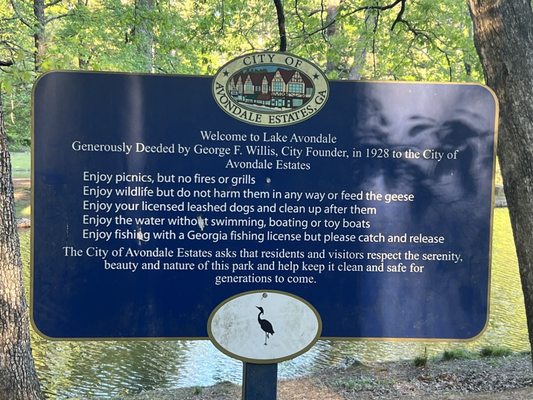 CITY OF
AVONDALE ESTATES, GA
Welcome to Lake Avondale
Generously Deeded by George F. Willis, City Founder, in 1928 to the City of
Avondale Estates
Enjoy picnics, but no fires or grills
Enjoy wildlife but do not harm them in any way or feed the geese
Enjoy your licensed leashed dogs and clean up after them
Enjoy the water without swimming, boating or toy boats
Enjoy fishing with a Georgia fishing license but please catch and release
The City of Avondale Estates asks that residents and visitors respect the serenity,
beauty and nature of this park and help keep it clean and safe for
generations to come.